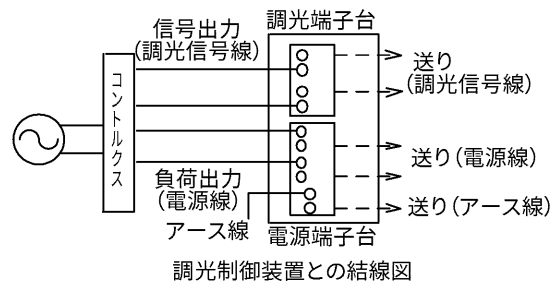 調光端子台
信号出力
(調光信号線)
送り
(調光信号線)
コントルクス
送り(電源線)
負荷出力
(電源線)
アース線
送り(アース線)
電源端子台
調光制御装置との結線図